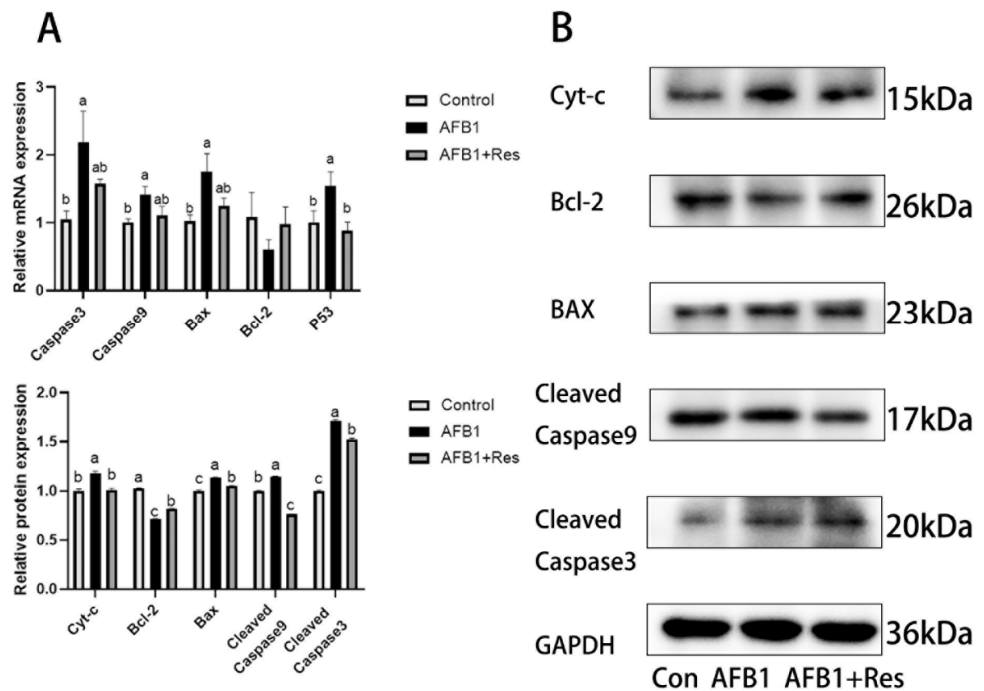 A
B
Relative mRNA expression
3
2
1
0
a
b
ab
a
b
ab
a
b
ab
a
b
b
Caspase3
Caspase9
Bax
Bcl-2
P53
Control
AFB1
AFB1+Res
Relative protein expression
2.0
1.5
1.0
0.5
0.0
b
a
b
a
c
b
c
a
b
b
a
c
c
a
b
Cyt-c
Bcl-2
Bax
Cleaved
Caspase9
Cleaved
Caspase3
Control
AFB1
AFB1+Res
Cyt-c
15kDa
Bcl-2
26kDa
BAX
23kDa
Cleaved
Caspase9
17kDa
Cleaved
Caspase3
20kDa
GAPDH
36kDa
Con AFB1 AFB1+Res